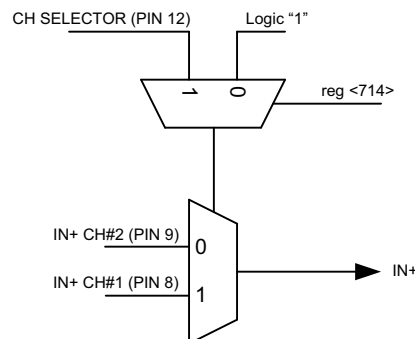 CH SELECTOR (PIN 12)
Logic “1”
1
0
reg <714>
IN+ CH#2 (PIN 9)
0
IN+
IN+ CH#1 (PIN 8)
1